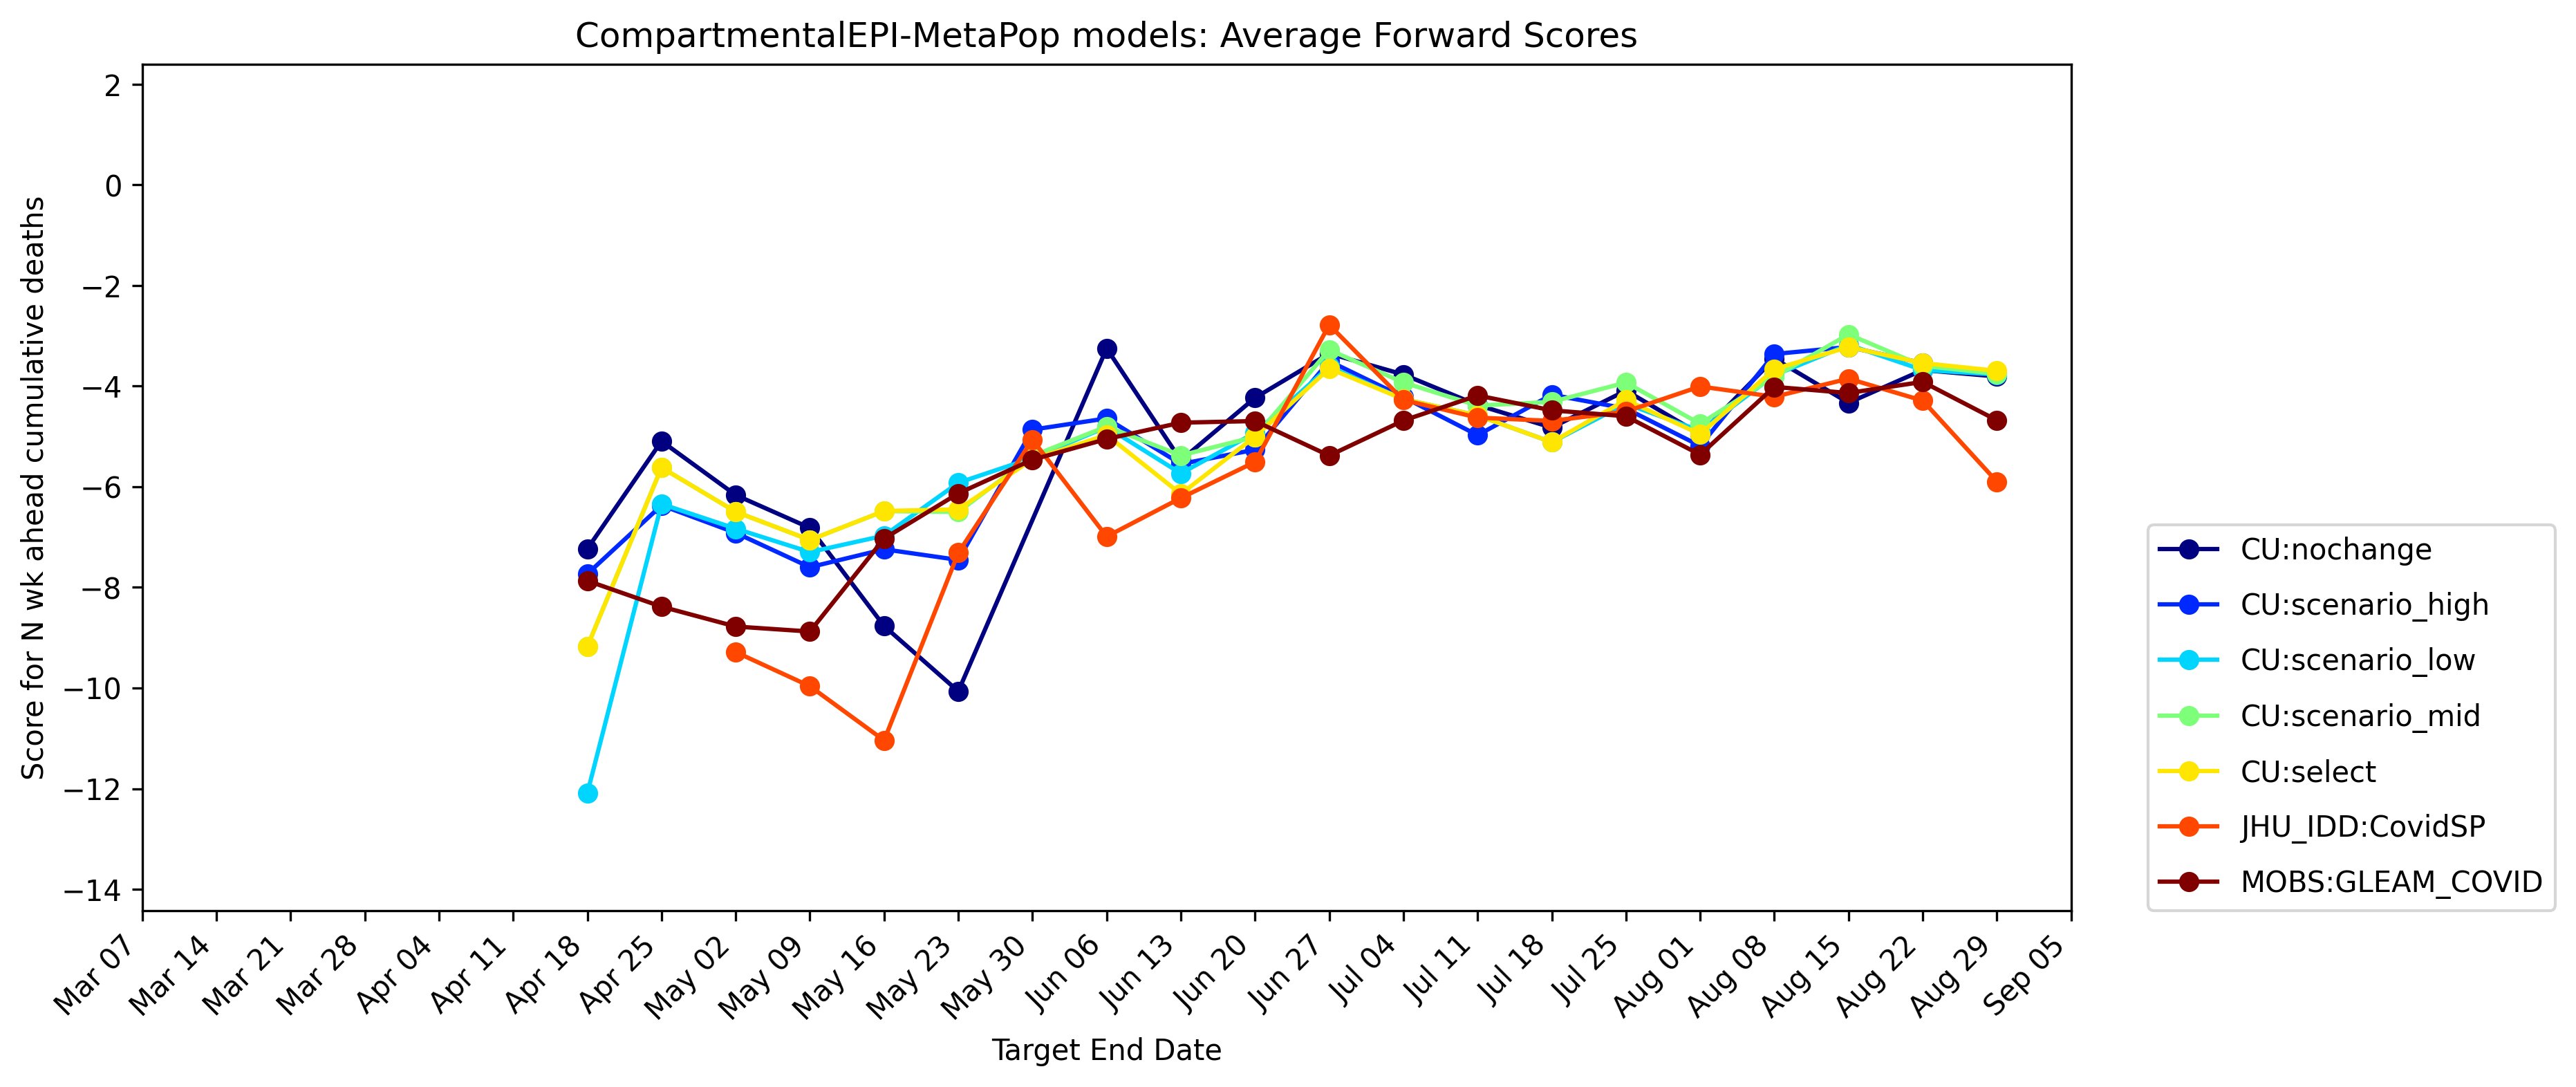 CompartmentalEPI-MetaPop models: Average Forward Scores
Score for N wk ahead cumulative deaths
2
0
−2
−4
−6
−8
−10
−12
−14
Mar 07
Mar 14
Mar 21
Mar 28
Apr 04
Apr 11
Apr 18
Apr 25
May 02
May 09
May 16
May 23
May 30
Jun 06
Jun 13
Jun 20
Jun 27
Jul 04
Jul 11
Jul 18
Jul 25
Aug 01
Aug 08
Aug 15
Aug 22
Aug 29
Sep 05
Target End Date
CU:nochange
CU:scenario_high
CU:scenario_low
CU:scenario_mid
CU:select
JHU_IDD:CovidSP
MOBS:GLEAM_COVID